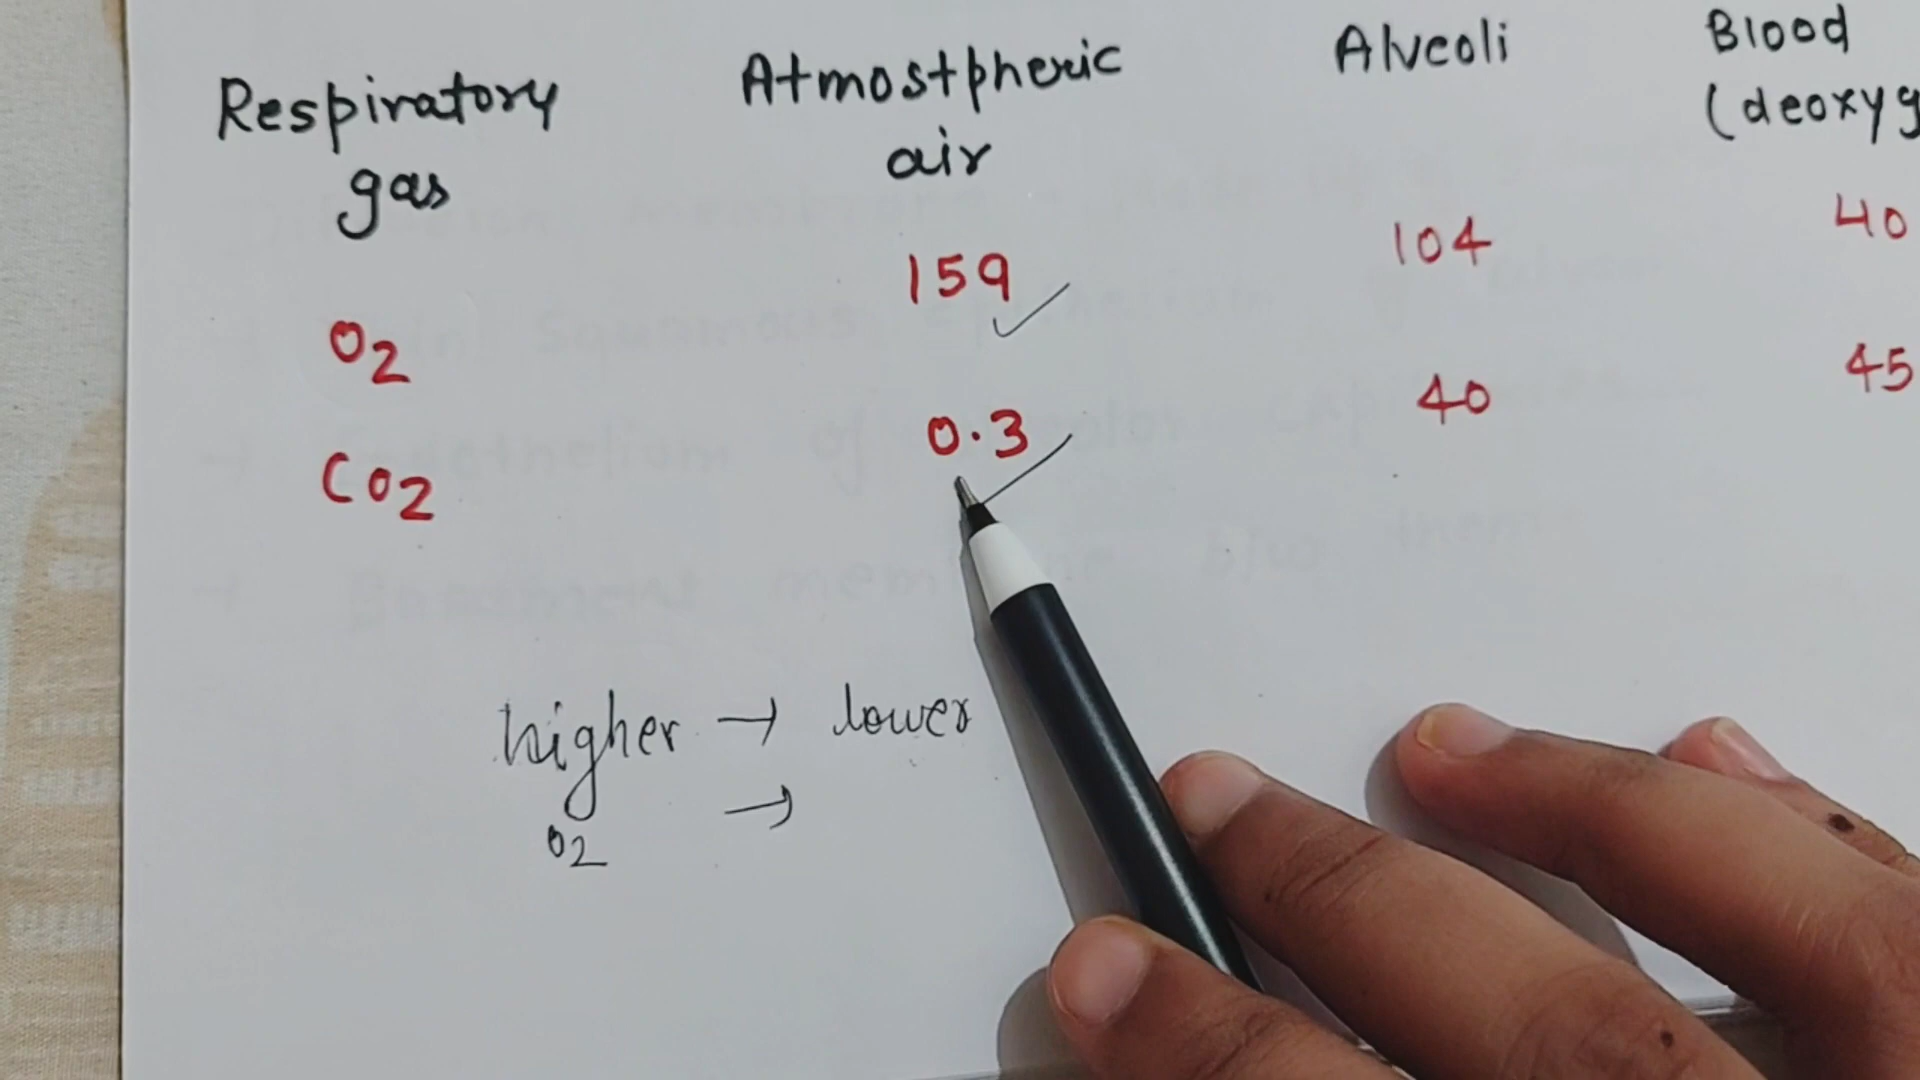 Respiratory
gas
Atmostpheric
air
Alveoli
Blood
(deoxyg
O2
159
104
40
CO2
0.3
40
45
higher → lower
O2 →